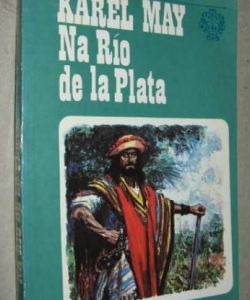 KAREL MAY
Na Río
de la Plata